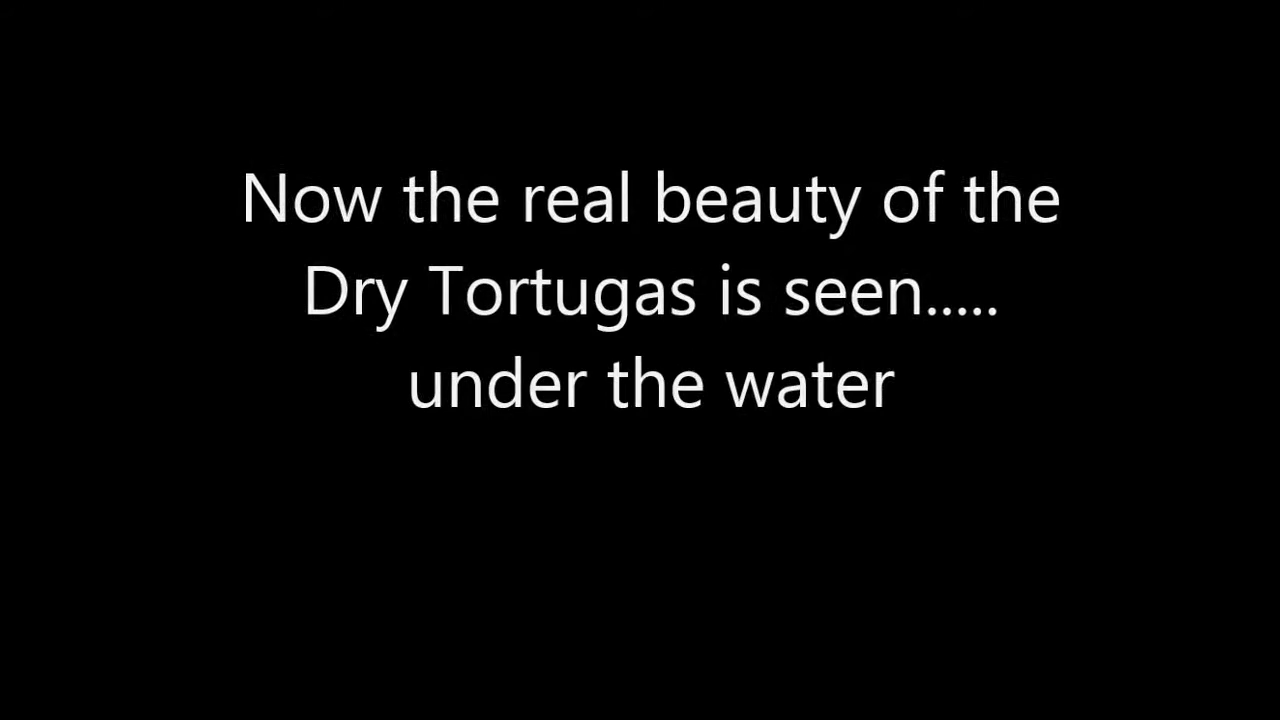 Now the real beauty of the
Dry Tortugas is seen.....
under the water